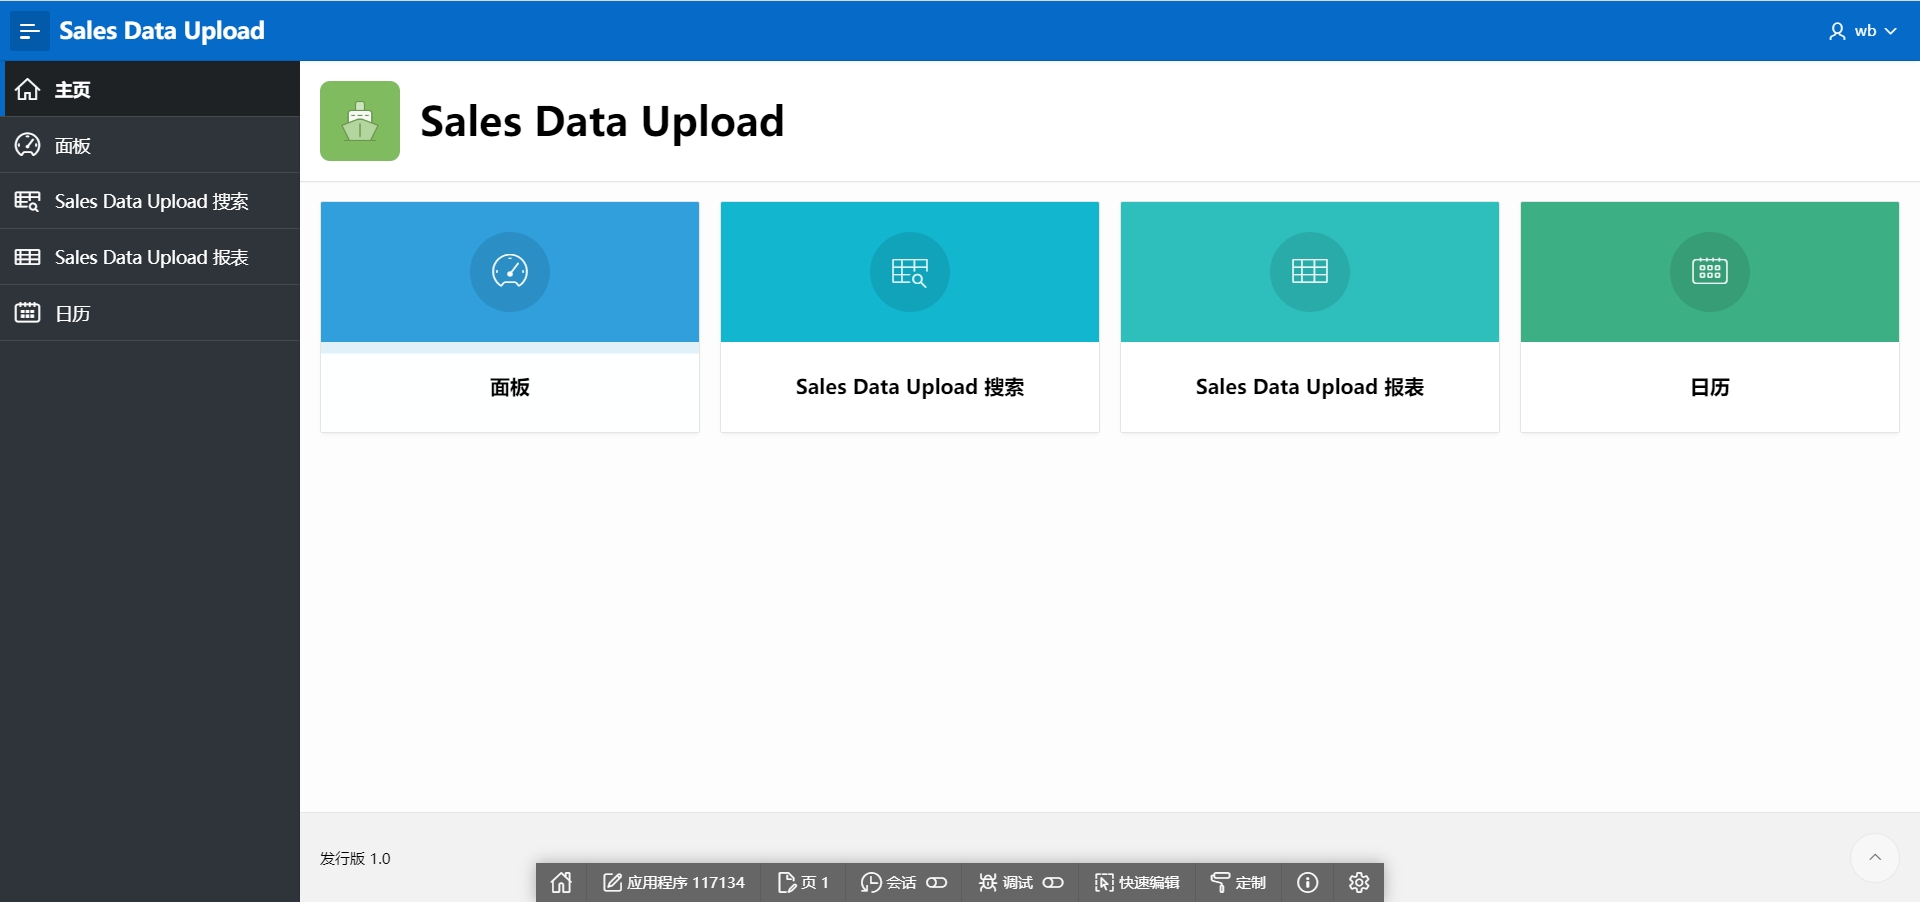 Sales Data Upload
wb
主页
面板
Sales Data Upload 搜索
Sales Data Upload 报表
日历
Sales Data Upload
面板
Sales Data Upload 搜索
Sales Data Upload 报表
日历
发行版 1.0
应用程序 117134 页 1 会话 调试 快速编辑 定制